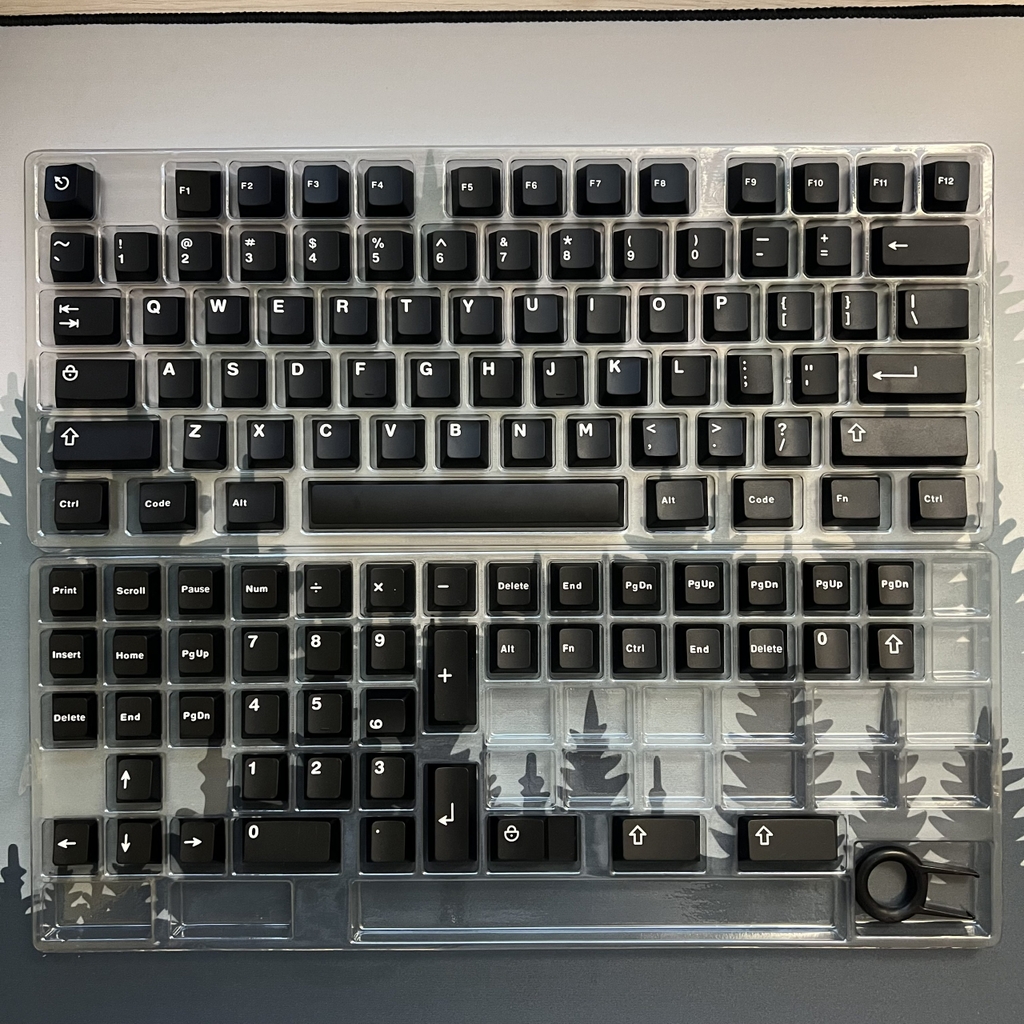 F1 F2 F3 F4 F5 F6 F7 F8 F9 F10 F11 F12
~ ! @ # $ % ^ & * ( ) — +
` 1 2 3 4 5 6 7 8 9 0 - = ←
⇤ Q W E R T Y U I O P { } |
⇥ [ ] \
A S D F G H J K L : "
; '
⇧ Z X C V B N M < > ? ⇧
, . /
Ctrl Code Alt Alt Code Fn Ctrl
Print Scroll Pause Num ÷ × − Delete End PgDn PgUp PgDn PgUp PgDn
Insert Home PgUp 7 8 9 + Alt Fn Ctrl End Delete 0 ⇧
Delete End PgDn 4 5 6
↑ 1 2 3
← ↓ → 0 . ↵ ⇧ ⇧